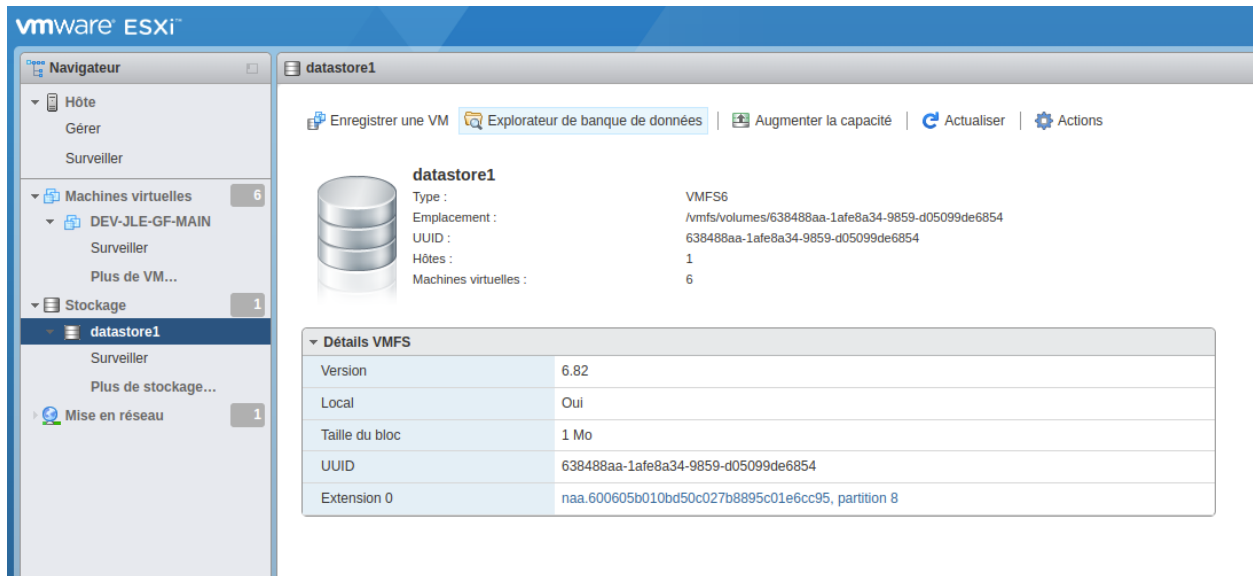 vmware ESXi™
Navigateur
datastore1
Hôte
Gérer
Surveiller
Machines virtuelles 6
DEV-JLE-GF-MAIN
Surveiller
Plus de VM...
Stockage 1
datastore1
Surveiller
Plus de stockage...
Mise en réseau 1
Enregistrer une VM Explorateur de banque de données Augmenter la capacité Actualiser Actions
datastore1
Type : VMFS6
Emplacement : /vmfs/volumes/638488aa-1afe8a34-9859-d05099de6854
UUID : 638488aa-1afe8a34-9859-d05099de6854
Hôtes : 1
Machines virtuelles : 6
Détails VMFS
Version 6.82
Local Oui
Taille du bloc 1 Mo
UUID 638488aa-1afe8a34-9859-d05099de6854
Extension 0 naa.600605b010bd50c027b8895c01e6cc95, partition 8